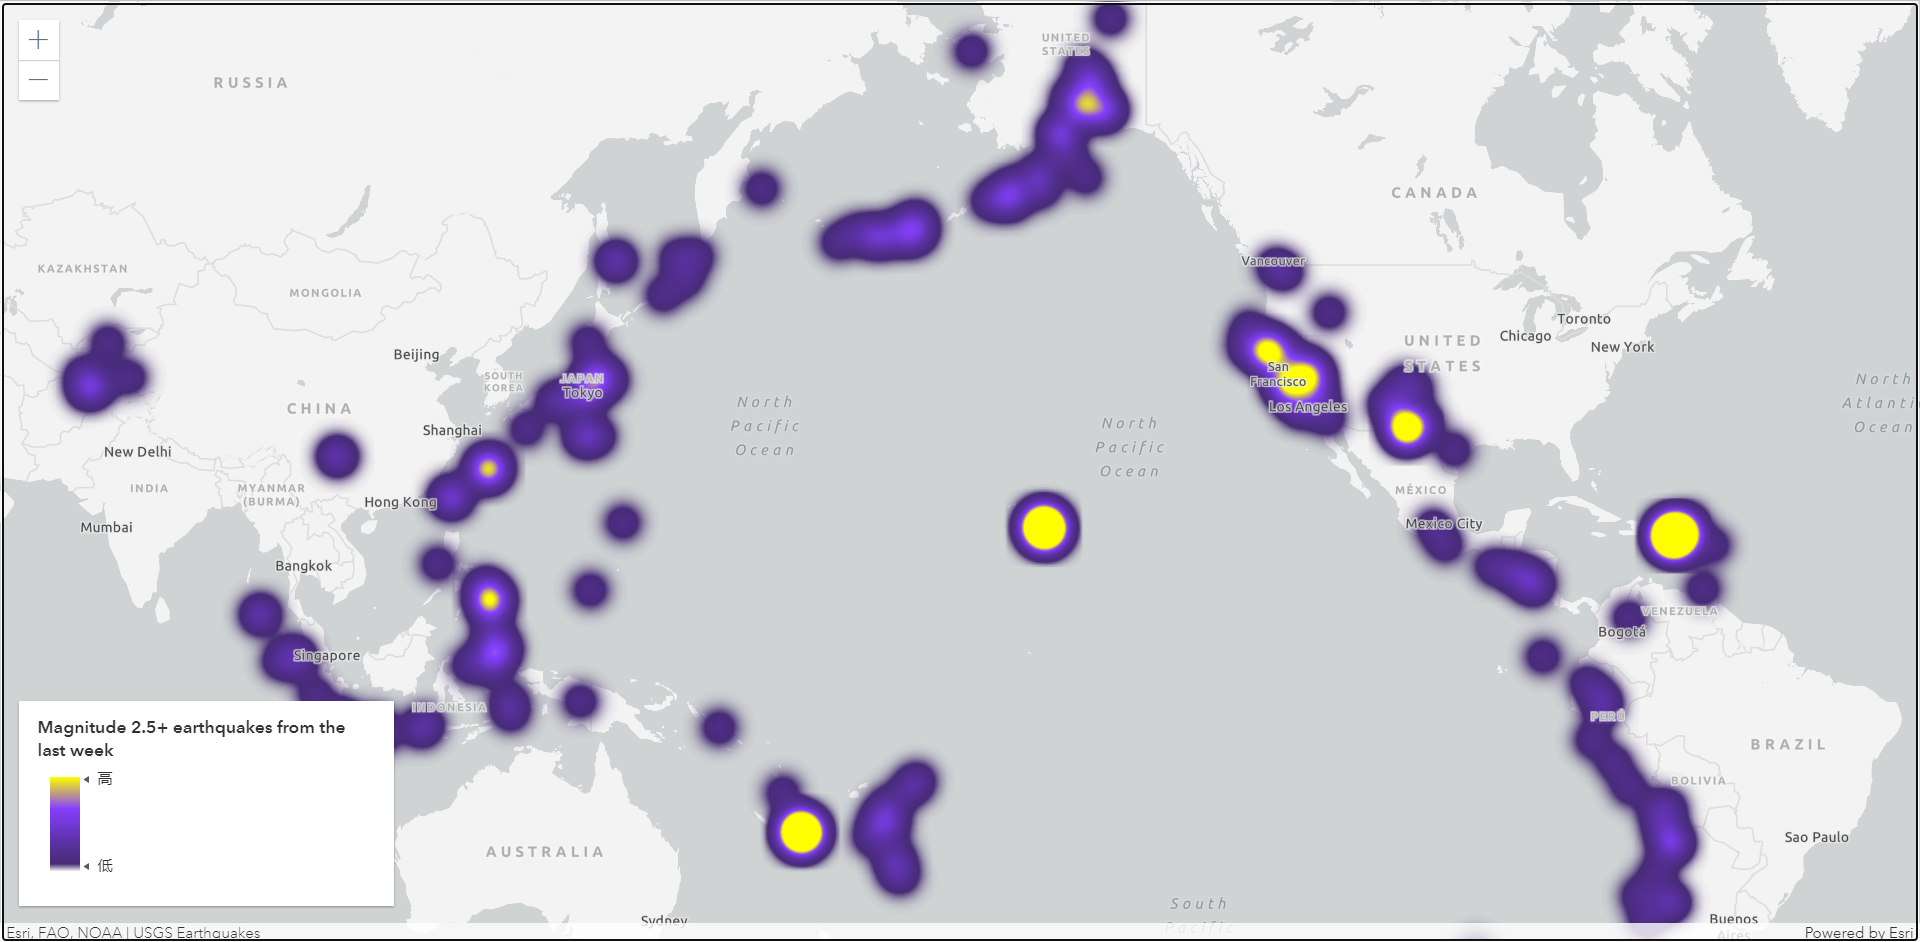 +
−
UNITED
STATES
RUSSIA
CANADA
Vancouver
KAZAKHSTAN
MONGOLIA
Toronto
Chicago
New York
UNITED
STATES
Beijing
SOUTH
KOREA
JAPAN
Tokyo
San
Francisco
Los Angeles
North
Atlanti
Ocean
CHINA
North
Pacific
Ocean
North
Pacific
Ocean
Shanghai
New Delhi
INDIA
MYANMAR
(BURMA)
Hong Kong
MÉXICO
Mexico City
Mumbai
Bangkok
VENEZUELA
Bogotá
Singapore
INDONESIA
PERÚ
BRAZIL
BOLIVIA
Magnitude 2.5+ earthquakes from the
last week
高
低
AUSTRALIA
Sao Paulo
South
Pacific
Sydney
Buenos
Aires
Esri, FAO, NOAA | USGS Earthquakes
Powered by Esri